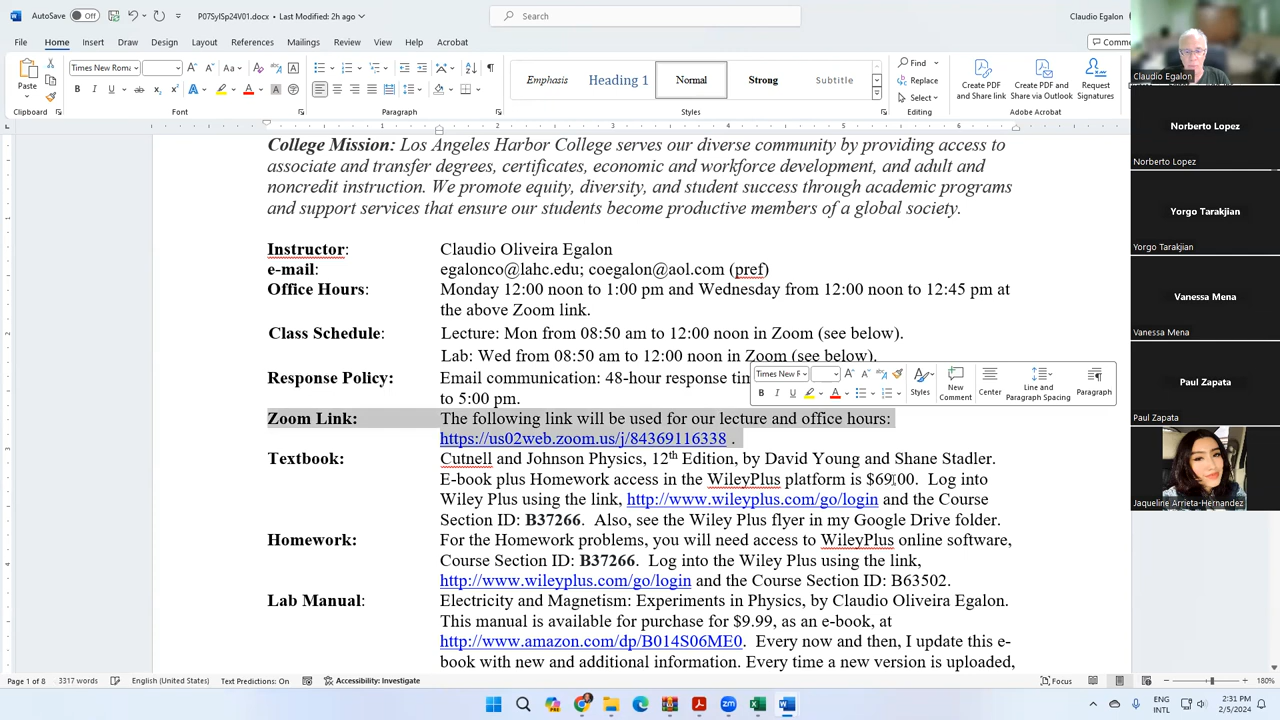 AutoSave Off
P07SylSp24V01.docx • Last Modified: 2h ago
Search
Claudio Egalon
File Home Insert Draw Design Layout References Mailings Review View Help Acrobat
Comme
Paste
Times New Roma
Emphasis Heading 1 Normal Strong Subtitle
Find
Replace
Select
Create PDF and Share link
Create PDF and Share via Outlook
Request Signatures
Clipboard Font Paragraph Styles Editing Adobe Acrobat
College Mission: Los Angeles Harbor College serves our diverse community by providing access to
associate and transfer degrees, certificates, economic and workforce development, and adult and
noncredit instruction. We promote equity, diversity, and student success through academic programs
and support services that ensure our students become productive members of a global society.
Instructor: Claudio Oliveira Egalon
e-mail: egalonco@lahc.edu; coegalon@aol.com (pref)
Office Hours: Monday 12:00 noon to 1:00 pm and Wednesday from 12:00 noon to 12:45 pm at
the above Zoom link.
Class Schedule: Lecture: Mon from 08:50 am to 12:00 noon in Zoom (see below).
Lab: Wed from 08:50 am to 12:00 noon in Zoom (see below).
Response Policy: Email communication: 48-hour response tim
to 5:00 pm.
Times New F
Styles
New Comment
Center
Line and Paragraph Spacing
Paragraph
Zoom Link: The following link will be used for our lecture and office hours:
https://us02web.zoom.us/j/84369116338 .
Textbook: Cutnell and Johnson Physics, 12th Edition, by David Young and Shane Stadler.
E-book plus Homework access in the WileyPlus platform is $69.00. Log into
Wiley Plus using the link, http://www.wileyplus.com/go/login and the Course
Section ID: B37266. Also, see the Wiley Plus flyer in my Google Drive folder.
Homework: For the Homework problems, you will need access to WileyPlus online software,
Course Section ID: B37266. Log into the Wiley Plus using the link,
http://www.wileyplus.com/go/login and the Course Section ID: B63502.
Lab Manual: Electricity and Magnetism: Experiments in Physics, by Claudio Oliveira Egalon.
This manual is available for purchase for $9.99, as an e-book, at
http://www.amazon.com/dp/B014S06ME0. Every now and then, I update this e-
book with new and additional information. Every time a new version is uploaded,
Page 1 of 8 3317 words English (United States) Text Predictions: On Accessibility: Investigate Focus 180%
ENG
INTL
2:31 PM
2/5/2024
Claudio Egalon
Norberto Lopez
Norberto Lopez
Yorgo Tarakjian
Yorgo Tarakjian
Vanessa Mena
Vanessa Mena
Paul Zapata
Paul Zapata
Jaqueline Arrieta-Hernandez